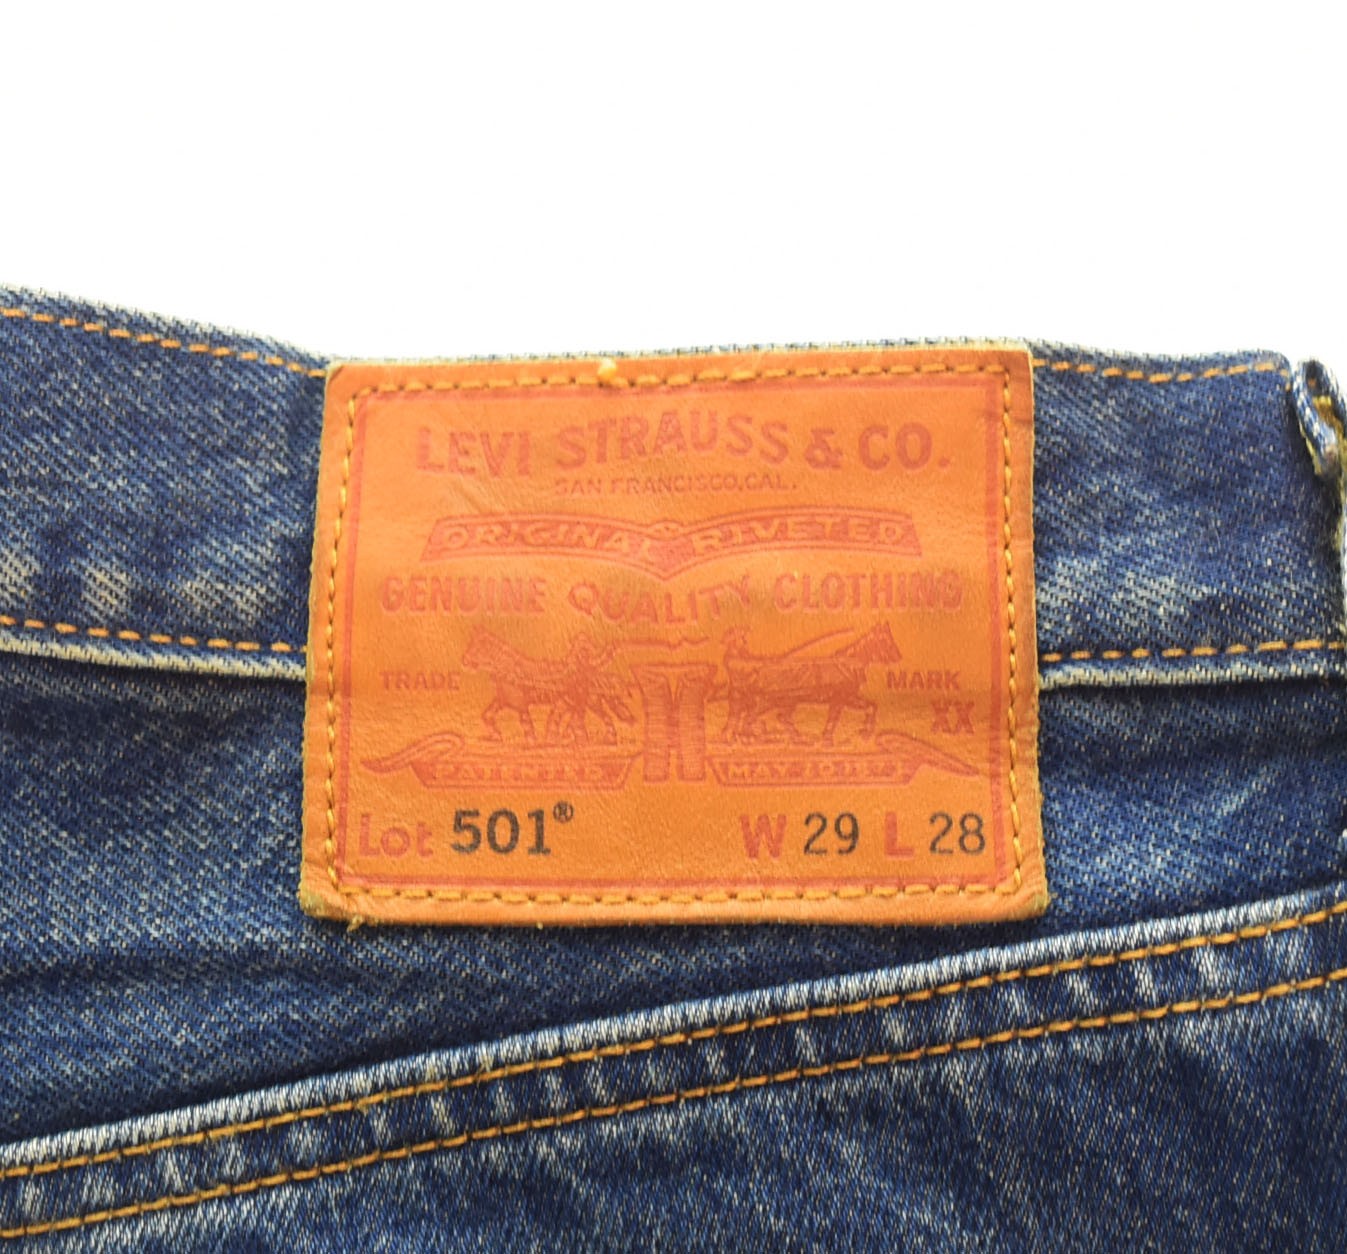 LEVI STRAUSS & CO.
SAN FRANCISCO, CAL.
ORIGINAL RIVETED
GENUINE QUALITY CLOTHING
TRADE MARK
XX
PATENTED MAY 20 1873
Lot 501® W 29 L 28